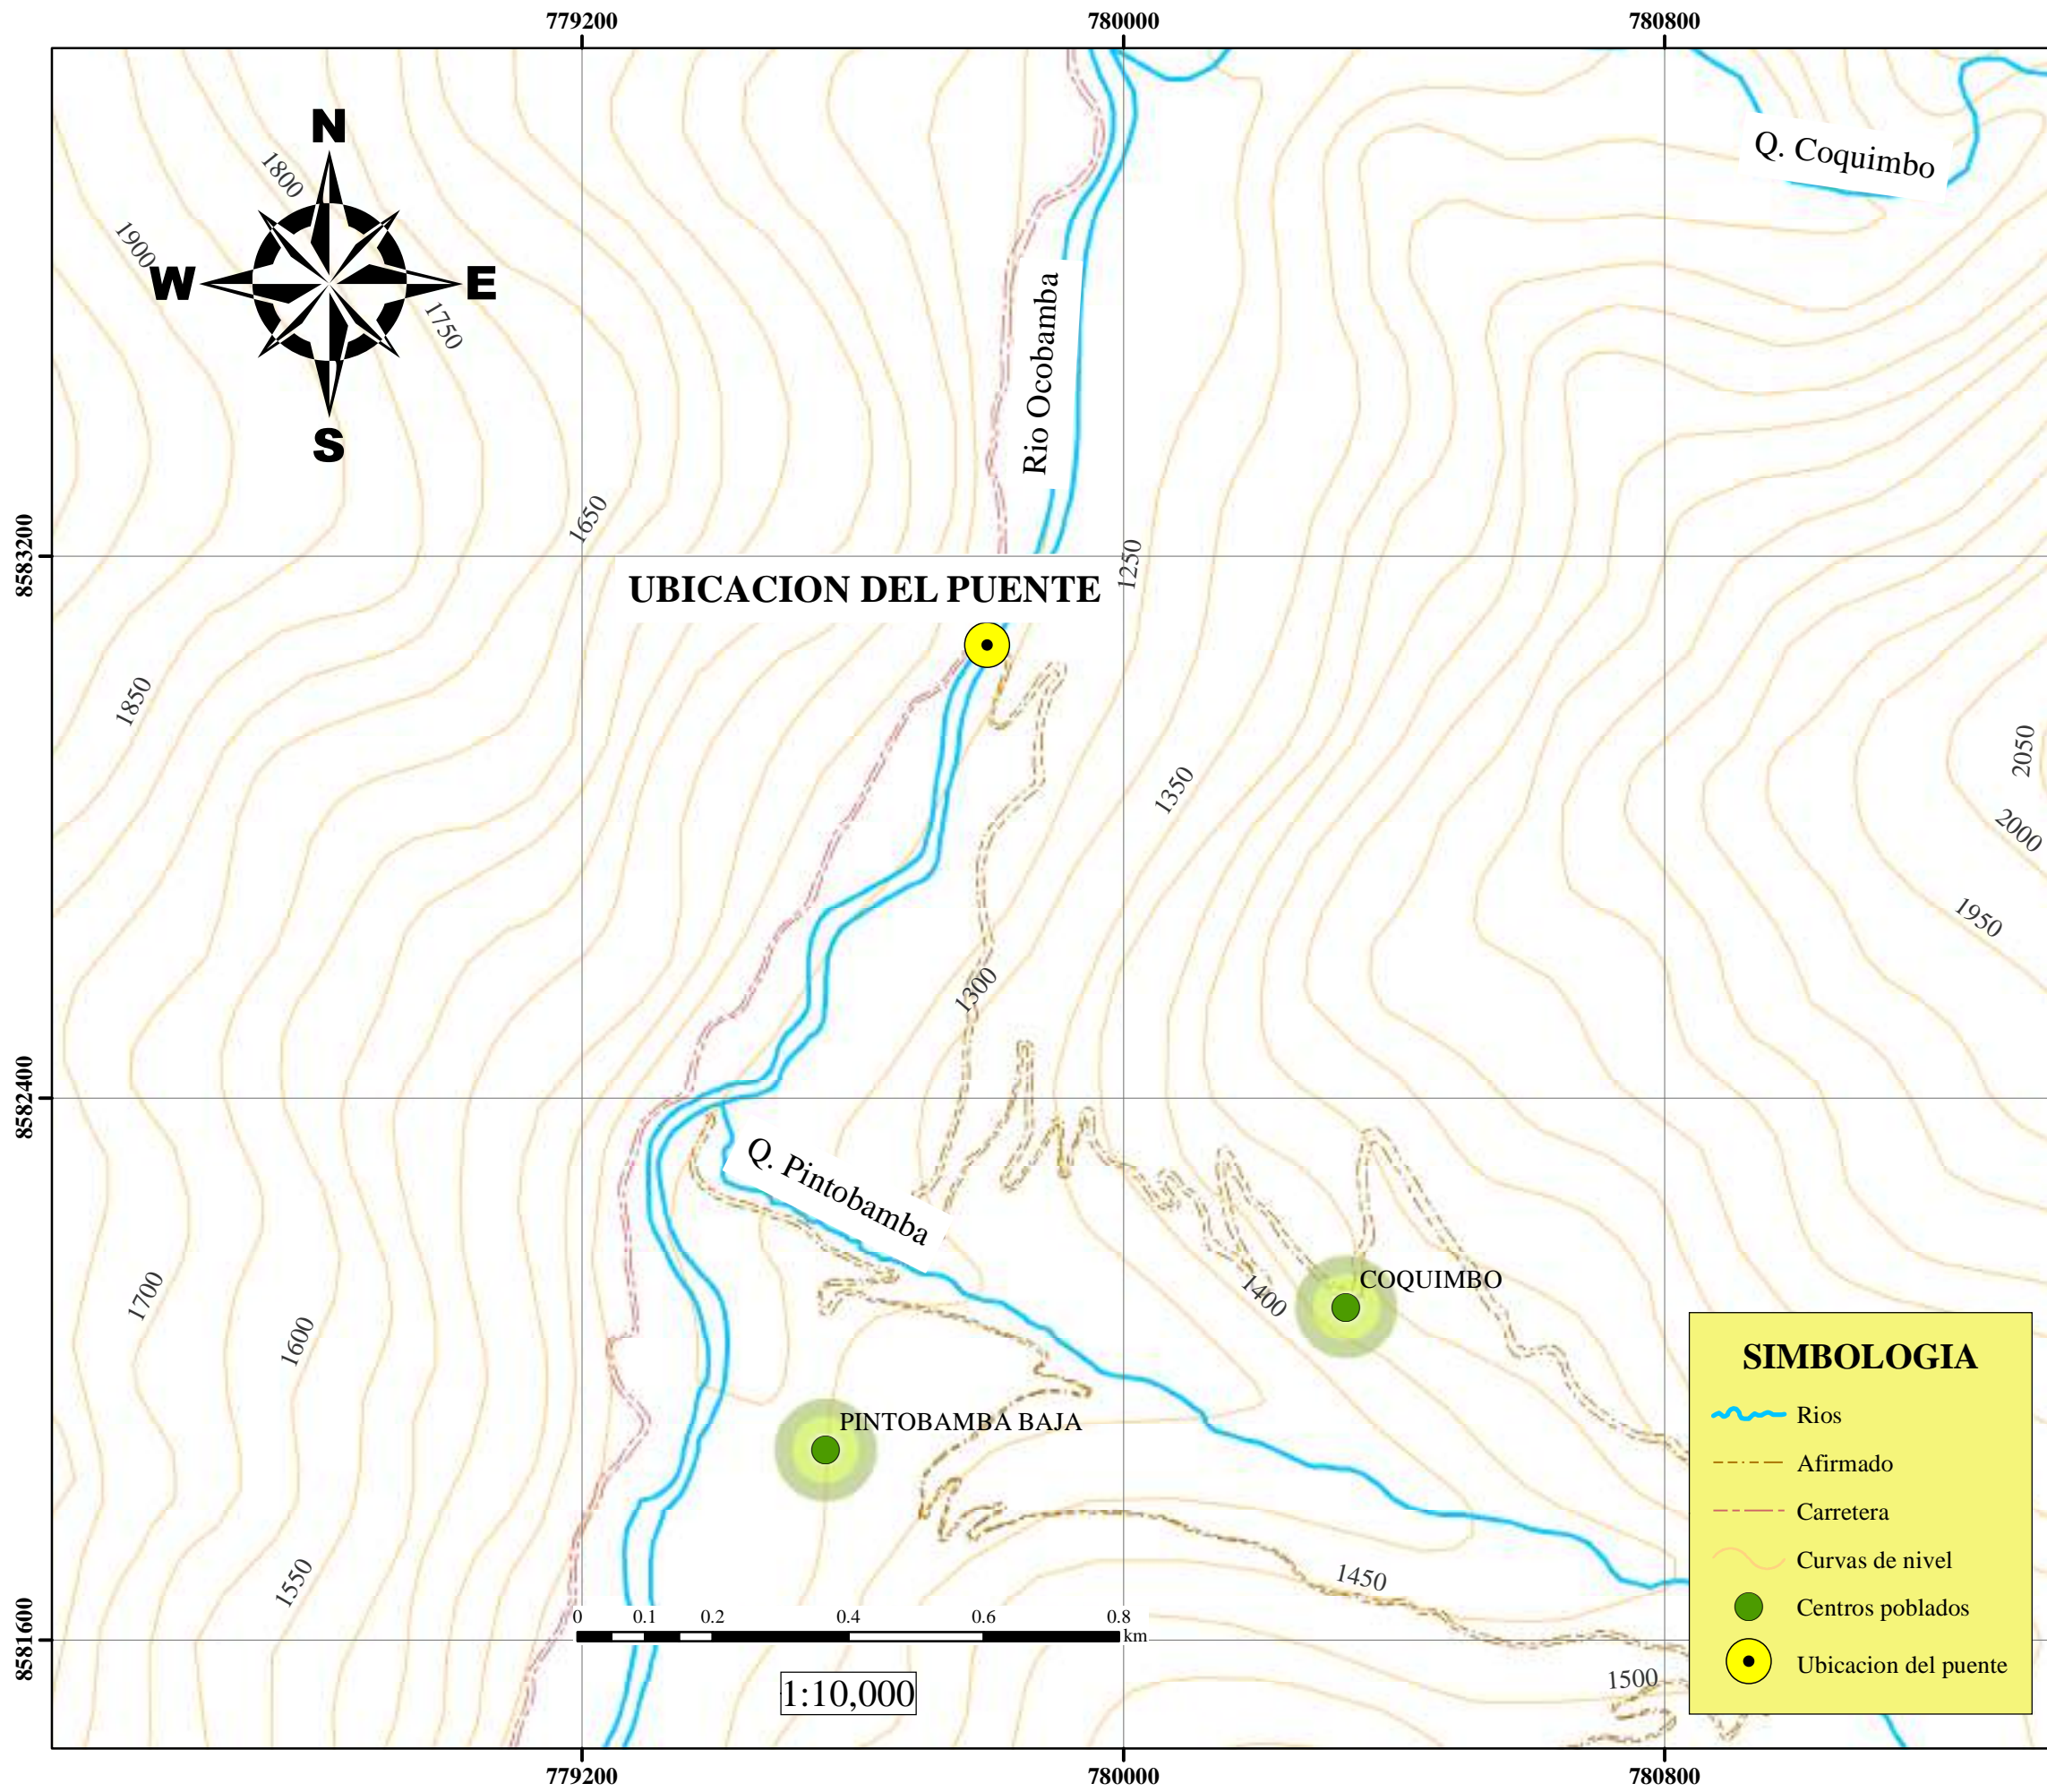 779200
780000
780800
N
W
E
S
1800
1900
1750
Q. Coquimbo
Rio Ocobamba
1650
8583200
1250
UBICACION DEL PUENTE
1850
1350
2050
2000
1950
1300
8582400
Q. Pintobamba
1700
1600
1400
COQUIMBO
PINTOBAMBA BAJA
1550
1450
1500
8581600
0 0.1 0.2 0.4 0.6 0.8
km
1:10,000
SIMBOLOGIA
Rios
Afirmado
Carretera
Curvas de nivel
Centros poblados
Ubicacion del puente
779200
780000
780800